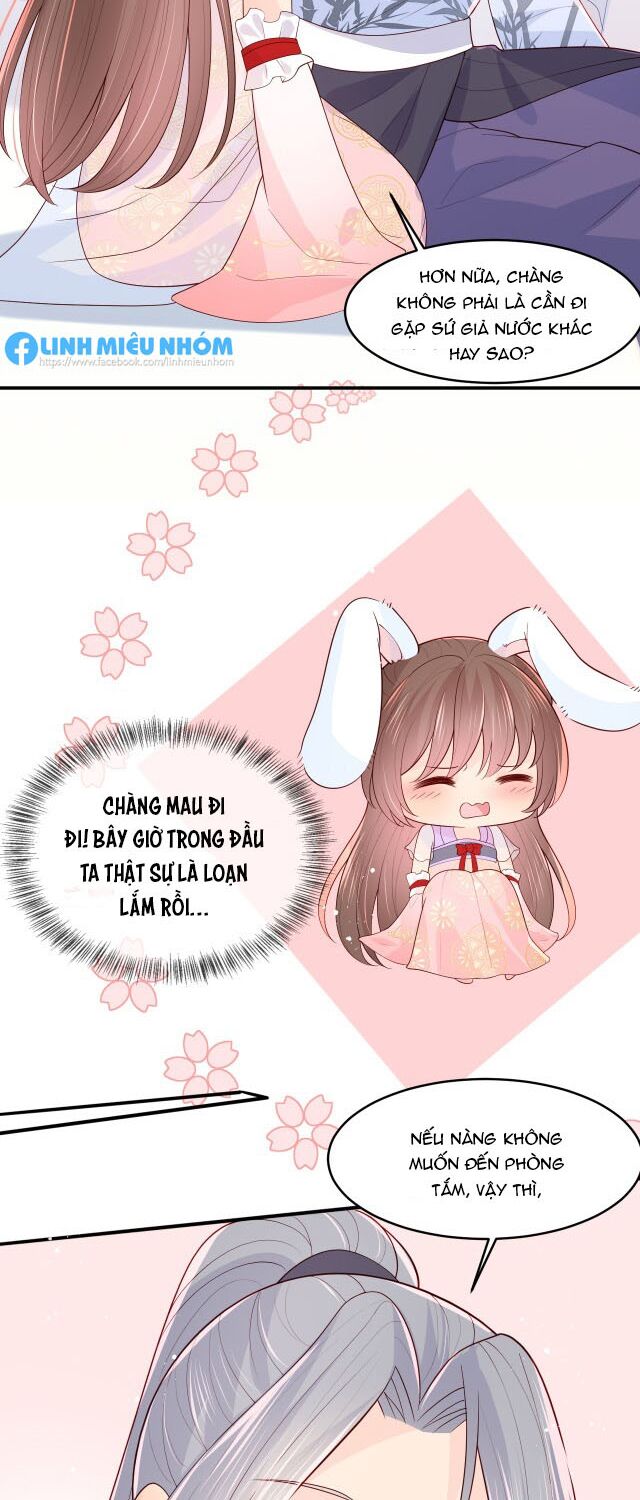 HƠN NỮA, CHÀNG
KHÔNG PHẢI LÀ CẦN ĐI
GẶP SỨ GIẢ NƯỚC KHÁC
HAY SAO?
LINH MIÊU NHÓM
https://www.facebook.com/linhmieunhom
CHÀNG MAU ĐI
ĐI! BÂY GIỜ TRONG ĐẦU
TA THẬT SỰ LÀ LOẠN
LẮM RỒI...
NẾU NÀNG KHÔNG
MUỐN ĐẾN PHÒNG
TẮM, VẬY THÌ,